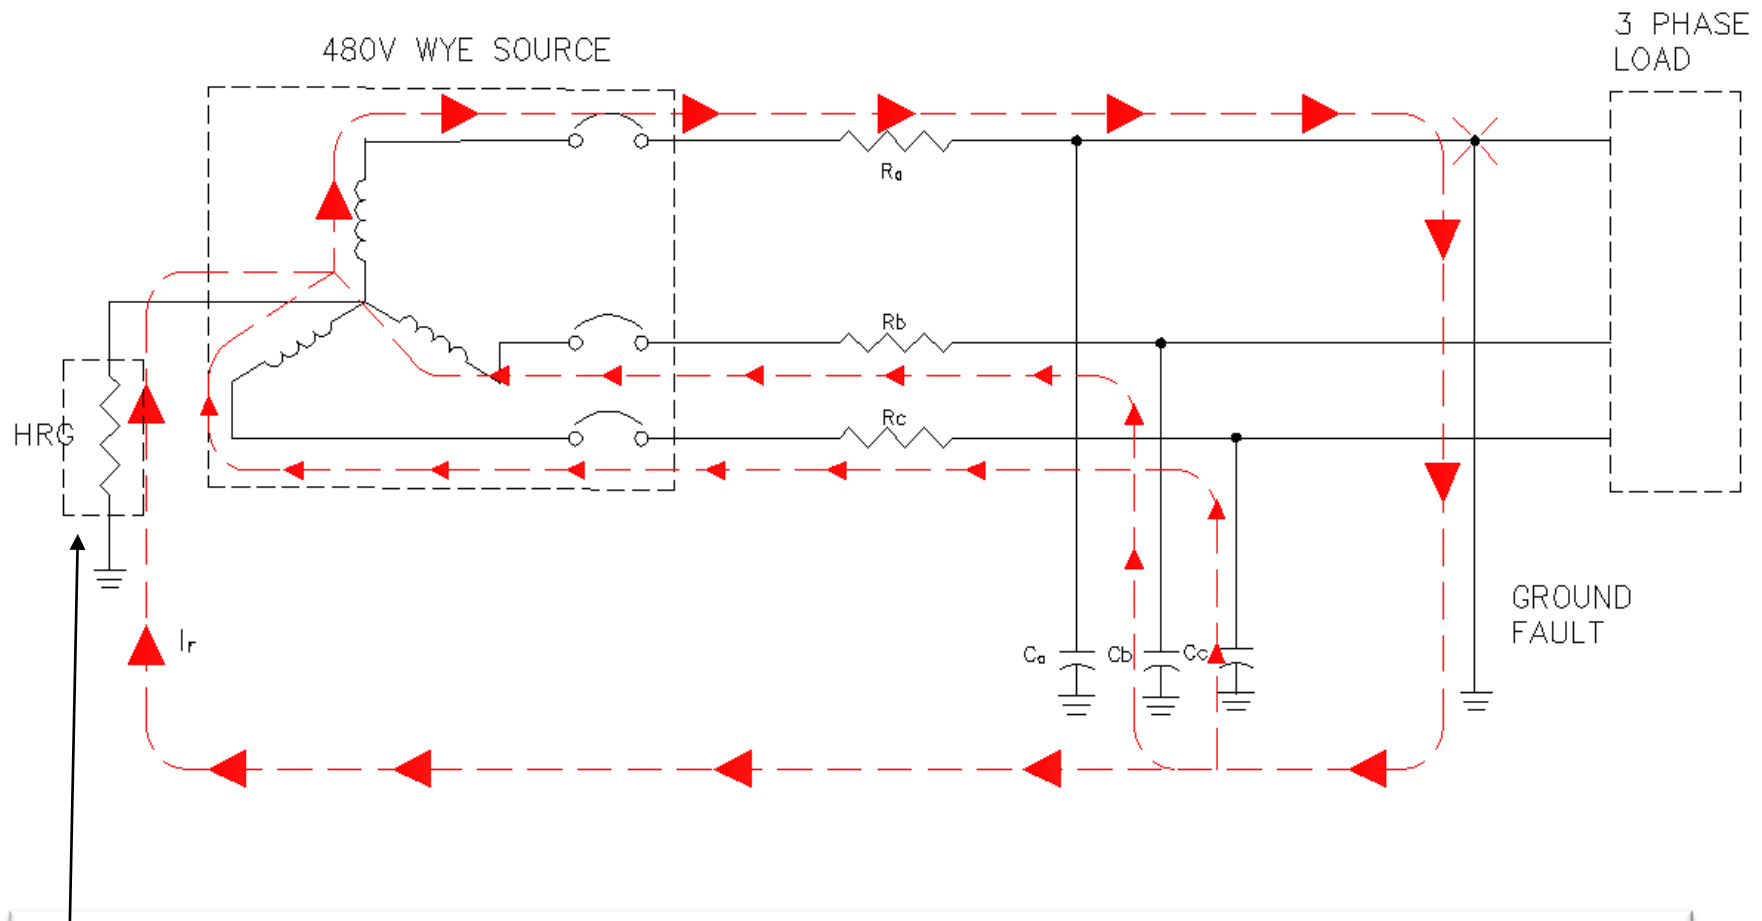 3 PHASE
LOAD
480V WYE SOURCE
Ra
Rb
Rc
HRG
Ir
Ca
Cb
Cc
GROUND
FAULT